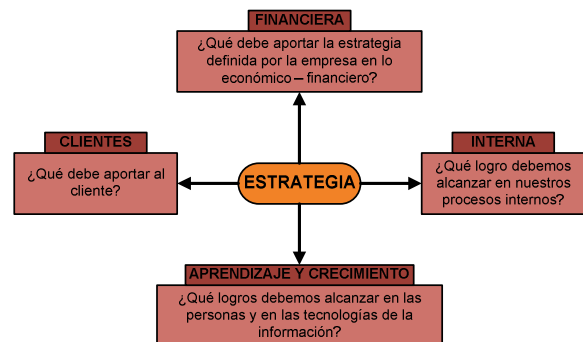 FINANCIERA
¿Qué debe aportar la estrategia
definida por la empresa en lo
económico – financiero?
CLIENTES
¿Qué debe aportar al
cliente?
ESTRATEGIA
INTERNA
¿Qué logro debemos
alcanzar en nuestros
procesos internos?
APRENDIZAJE Y CRECIMIENTO
¿Qué logros debemos alcanzar en las
personas y en las tecnologías de la
información?